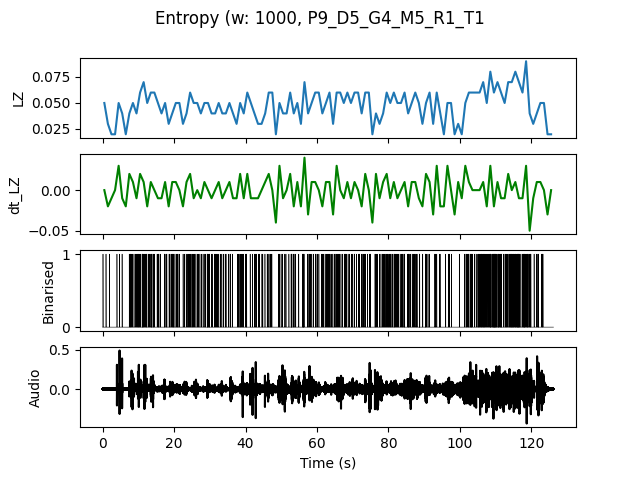 Entropy (w: 1000, P9_D5_G4_M5_R1_T1
LZ
0.075
0.050
0.025
dt_LZ
0.00
−0.05
Binarised
1
0
Audio
0.5
0.0
0 20 40 60 80 100 120
Time (s)